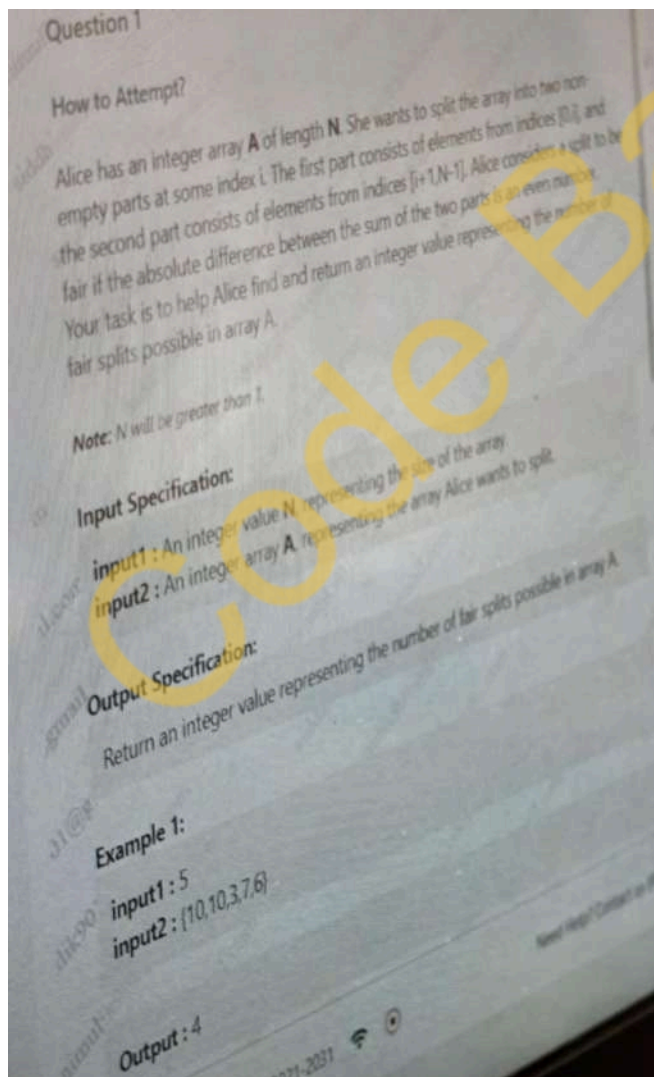 Question 1
How to Attempt?
Alice has an integer array A of length N. She wants to split the array into two non-
empty parts at some index i. The first part consists of elements from indices [0,i], and
the second part consists of elements from indices [i+1,N-1]. Alice considers a split to be
fair if the absolute difference between the sum of the two parts is an even number.
Your task is to help Alice find and return an integer value representing the number of
fair splits possible in array A.
Note: N will be greater than 1.
Input Specification:
input1 : An integer value N, representing the size of the array.
input2 : An integer array A, representing the array Alice wants to split.
Output Specification:
Return an integer value representing the number of fair splits possible in array A.
Example 1:
input1 : 5
input2 : {10,10,3,7,6}
Need Help? Contact us
Output : 4
-2031
Code B